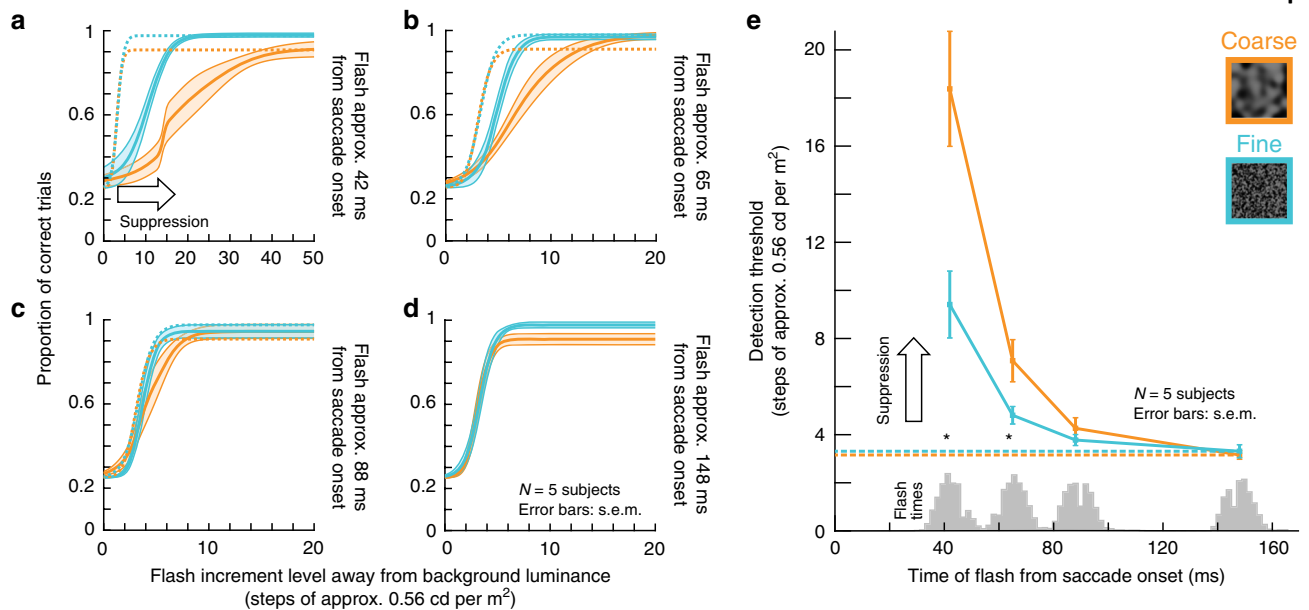 a
1
0.6
0.2
0
0 10 20 30 40 50
Suppression
Flash approx. 42 ms
from saccade onset
b
1
0.6
0.2
0
0 10 20
Flash approx. 65 ms
from saccade onset
c
1
0.6
0.2
0
0 10 20
Flash approx. 88 ms
from saccade onset
d
1
0.6
0.2
0
0 10 20
N = 5 subjects
Error bars: s.e.m.
Flash approx. 148 ms
from saccade onset
Proportion of correct trials
Flash increment level away from background luminance
(steps of approx. 0.56 cd per m²)
e
20
16
12
8
4
0
0 40 80 120 160
Detection threshold
(steps of approx. 0.56 cd per m²)
Suppression
Flash
times
* *
N = 5 subjects
Error bars: s.e.m.
Coarse
Fine
Time of flash from saccade onset (ms)